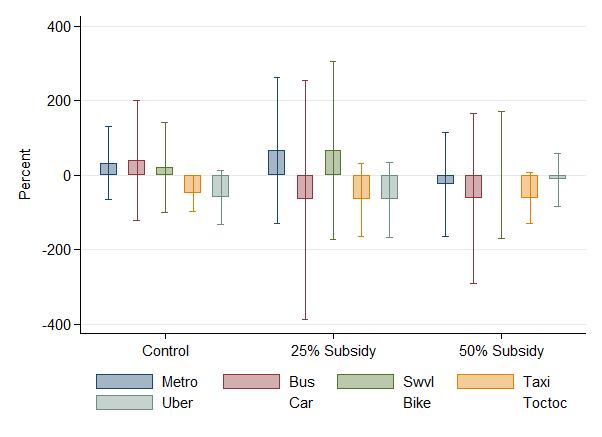 400
200
0
-200
-400
Percent
Control 25% Subsidy 50% Subsidy
Metro Bus Swvl Taxi
Uber Car Bike Toctoc